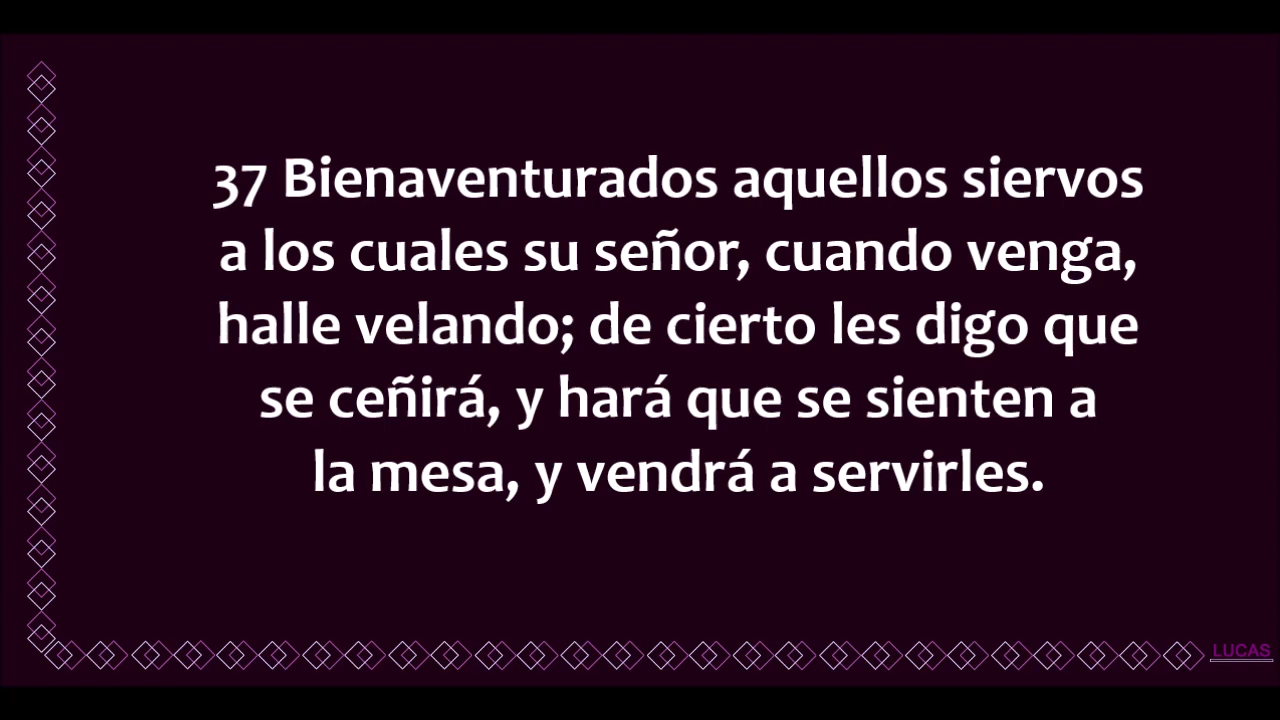 37 Bienaventurados aquellos siervos
a los cuales su señor, cuando venga,
halle velando; de cierto les digo que
se ceñirá, y hará que se sienten a
la mesa, y vendrá a servirles.
LUCAS